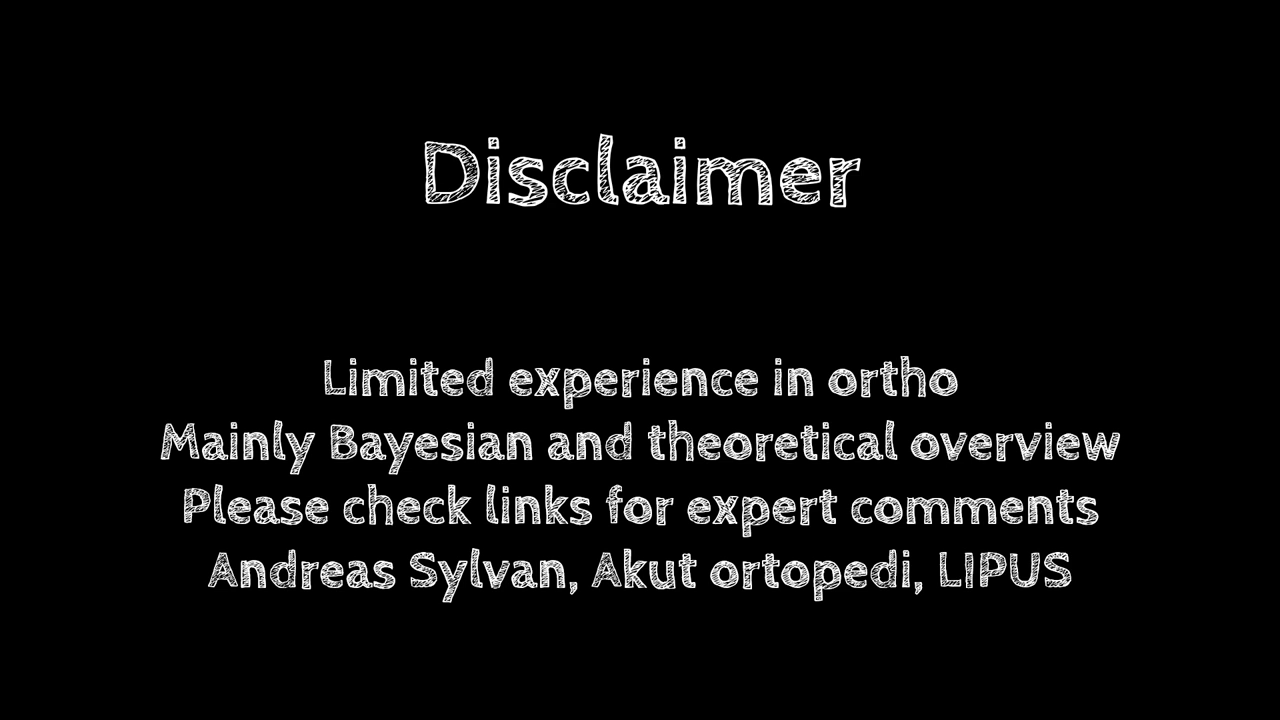 Disclaimer
Limited experience in ortho
Mainly Bayesian and theoretical overview
Please check links for expert comments
Andreas Sylvan, Akut ortopedi, LIPUS